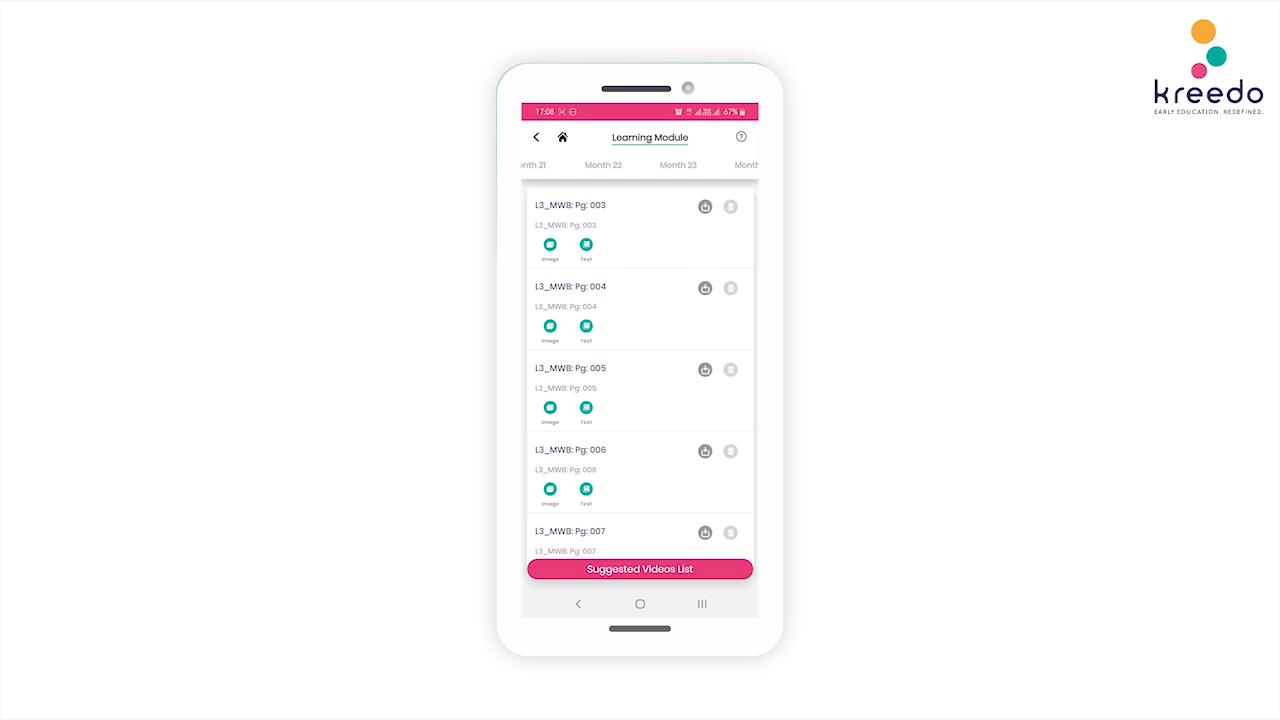 kreedo
EARLY EDUCATION. REDEFINED.
17:08 67%
Learning Module
onth 21 Month 22 Month 23 Month
L3_MWB: Pg: 003
L3_MWB: Pg: 003
Image Text
L3_MWB: Pg: 004
L3_MWB: Pg: 004
Image Text
L3_MWB: Pg: 005
L3_MWB: Pg: 005
Image Text
L3_MWB: Pg: 006
L3_MWB: Pg: 006
Image Text
L3_MWB: Pg: 007
L3_MWB: Pg: 007
Suggested Videos List